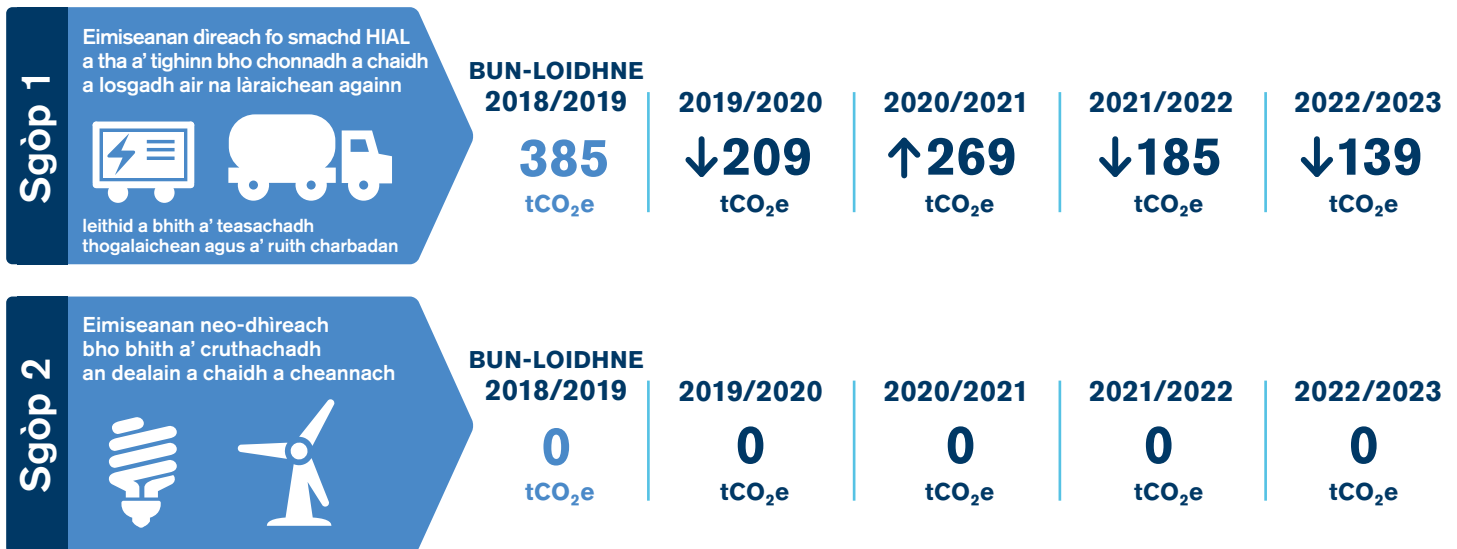 Sgòp 1
Eimiseanan dìreach fo smachd HIAL
a tha a' tighinn bho chonnadh a chaidh
a losgadh air na làraichean againn
leithid a bhith a' teasachadh
thogalaichean agus a' ruith charbadan
BUN-LOIDHNE
2018/2019
385
tCO₂e
2019/2020
↓209
tCO₂e
2020/2021
↑269
tCO₂e
2021/2022
↓185
tCO₂e
2022/2023
↓139
tCO₂e
Sgòp 2
Eimiseanan neo-dhìreach
bho bhith a' cruthachadh
an dealain a chaidh a cheannach
BUN-LOIDHNE
2018/2019
0
tCO₂e
2019/2020
0
tCO₂e
2020/2021
0
tCO₂e
2021/2022
0
tCO₂e
2022/2023
0
tCO₂e